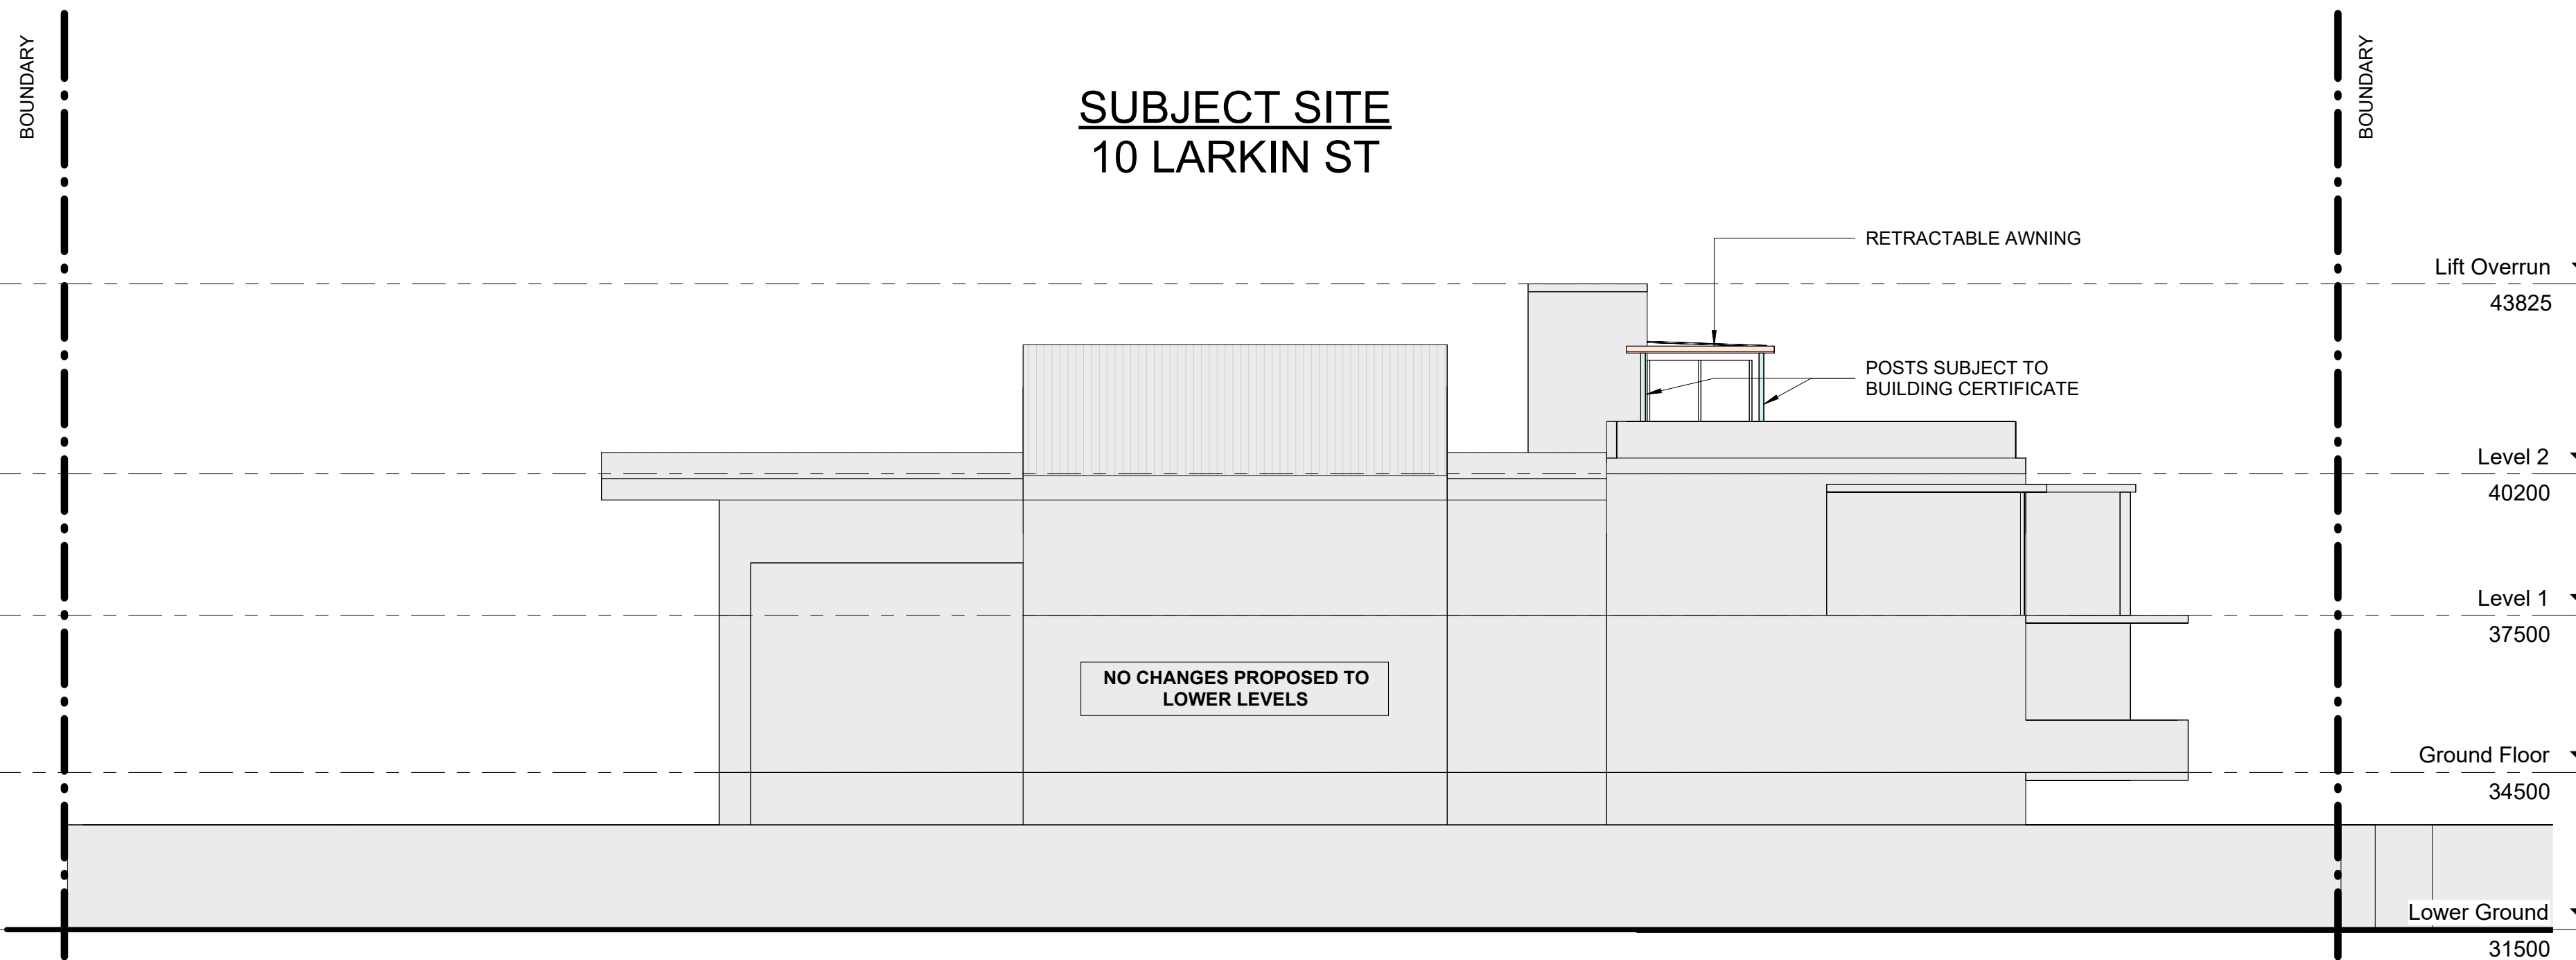 BOUNDARY
BOUNDARY
SUBJECT SITE
10 LARKIN ST
RETRACTABLE AWNING
Lift Overrun
43825
POSTS SUBJECT TO
BUILDING CERTIFICATE
Level 2
40200
Level 1
37500
NO CHANGES PROPOSED TO
LOWER LEVELS
Ground Floor
34500
Lower Ground
31500